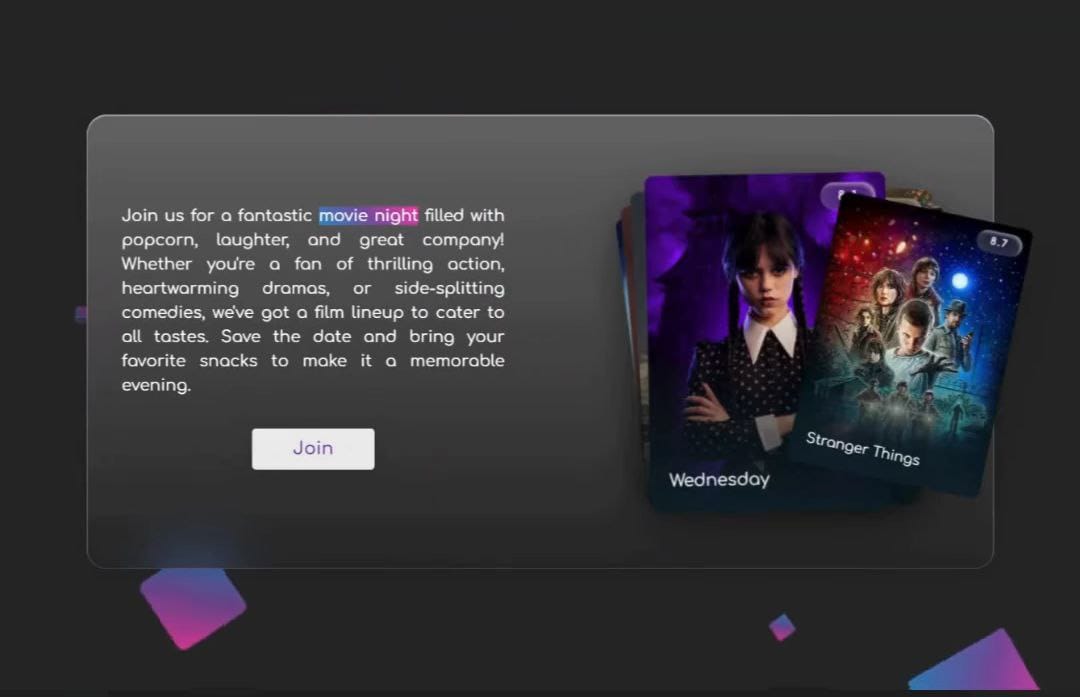 Join us for a fantastic movie night filled with
popcorn, laughter, and great company!
Whether you're a fan of thrilling action,
heartwarming dramas, or side-splitting
comedies, we've got a film lineup to cater to
all tastes. Save the date and bring your
favorite snacks to make it a memorable
evening.
Join
8.7
Stranger Things
Wednesday